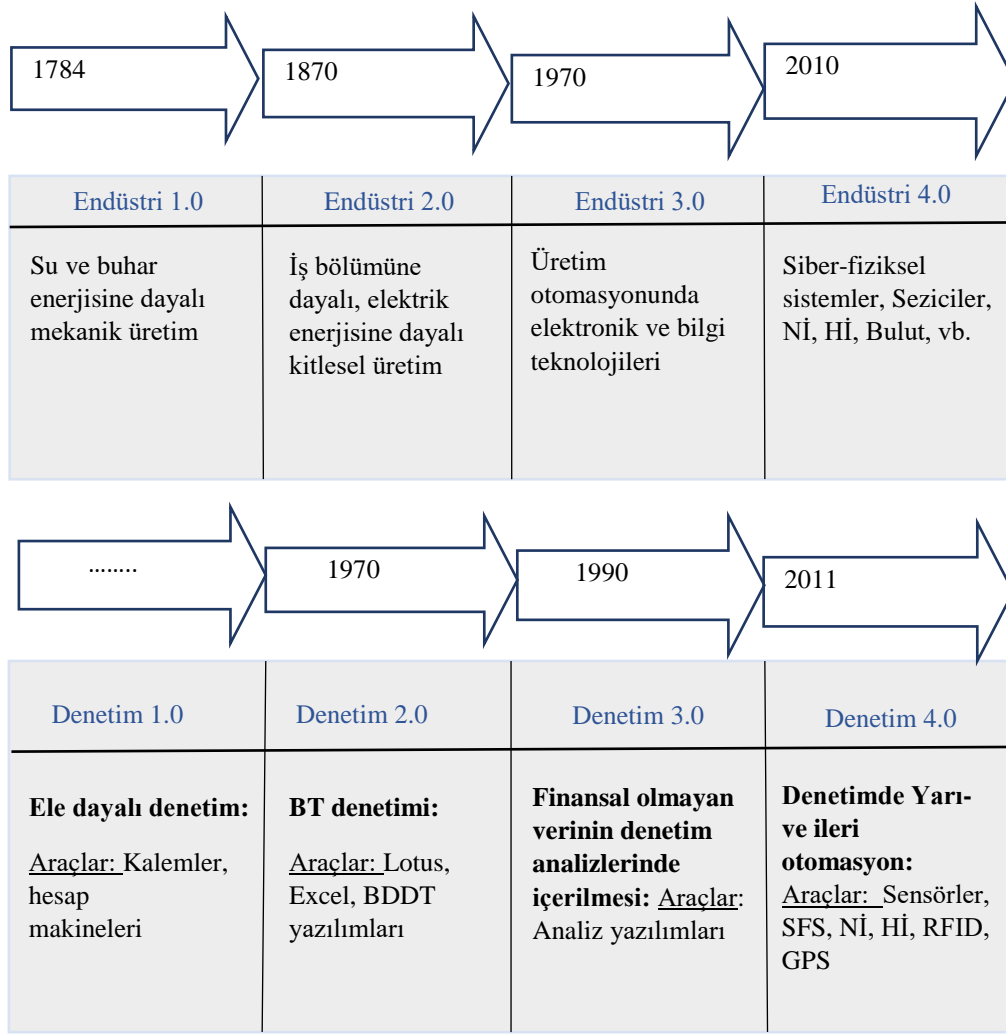 1784
1870
1970
2010
Endüstri 1.0
Endüstri 2.0
Endüstri 3.0
Endüstri 4.0
Su ve buhar
enerjisine dayalı
mekanik üretim
İş bölümüne
dayalı, elektrik
enerjisine dayalı
kitlesel üretim
Üretim
otomasyonunda
elektronik ve bilgi
teknolojileri
Siber-fiziksel
sistemler, Seziciler,
Nİ, Hİ, Bulut, vb.
........
1970
1990
2011
Denetim 1.0
Denetim 2.0
Denetim 3.0
Denetim 4.0
Ele dayalı denetim:
Araçlar: Kalemler,
hesap
makineleri
BT denetimi:
Araçlar: Lotus,
Excel, BDDT
yazılımları
Finansal olmayan
verinin denetim
analizlerinde
içerilmesi: Araçlar:
Analiz yazılımları
Denetimde Yarı-
ve ileri
otomasyon:
Araçlar: Sensörler,
SFS, Nİ, Hİ, RFID,
GPS